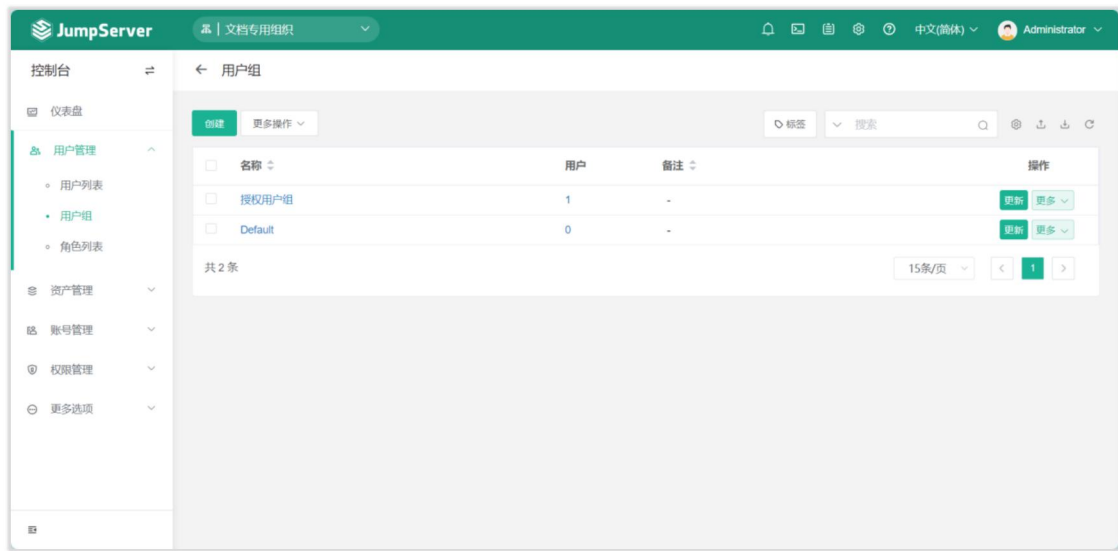 JumpServer 文档专用组织 中文(简体) Administrator
控制台
← 用户组
仪表盘
用户管理
用户列表
用户组
角色列表
资产管理
账号管理
权限管理
更多选项
创建 更多操作 标签 搜索
名称 用户 备注 操作
授权用户组 1 - 更新 更多
Default 0 - 更新 更多
共 2 条 15条/页 < 1 >